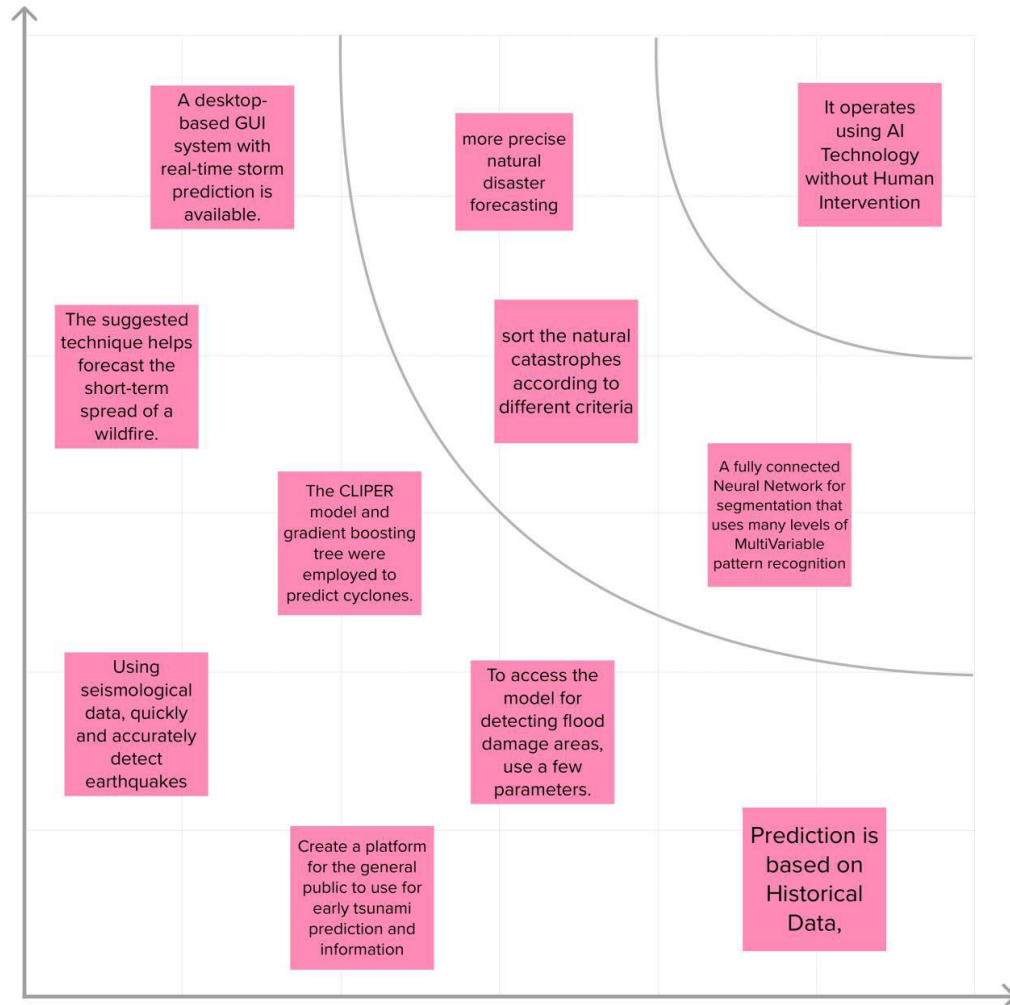 A desktop-
based GUI
system with
real-time storm
prediction is
available.
more precise
natural
disaster
forecasting
It operates
using AI
Technology
without Human
Intervention
The suggested
technique helps
forecast the
short-term
spread of a
wildfire.
sort the natural
catastrophes
according to
different criteria
The CLIPER
model and
gradient boosting
tree were
employed to
predict cyclones.
A fully connected
Neural Network for
segmentation that
uses many levels of
MultiVariable
pattern recognition
Using
seismological
data, quickly
and accurately
detect
earthquakes
To access the
model for
detecting flood
damage areas,
use a few
parameters.
Create a platform
for the general
public to use for
early tsunami
prediction and
information
Prediction is
based on
Historical
Data,